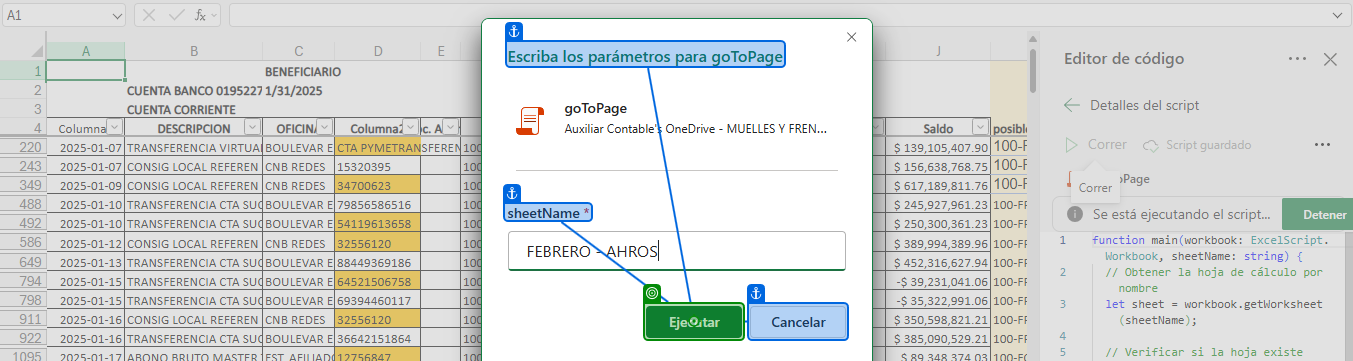 A1
fx
A B C D E J
1 BENEFICIARIO
2 CUENTA BANCO 0195227 1/31/2025
3 CUENTA CORRIENTE
4 Columna DESCRIPCION OFICINA Columna2 oc. A Saldo posible
220 2025-01-07 TRANSFERENCIA VIRTUA BOULEVAR E CTA PYMETRANSFEREN 100 $ 139,105,407.90 100-F
243 2025-01-07 CONSIG LOCAL REFEREN CNB REDES 15320395 100 $ 156,638,768.75 100-F
349 2025-01-09 CONSIG LOCAL REFEREN CNB REDES 34700623 100 $ 617,189,811.76 100-F
488 2025-01-10 TRANSFERENCIA CTA SUC BOULEVAR E 79856586516 100 $ 245,927,961.23 100-FF
492 2025-01-10 TRANSFERENCIA CTA SUC BOULEVAR E 54119613658 100 $ 250,300,361.23 100-FF
586 2025-01-12 CONSIG LOCAL REFEREN CNB REDES 32556120 100 $ 389,994,389.96 100-FF
649 2025-01-13 TRANSFERENCIA CTA SUC BOULEVAR E 88449369186 100 $ 452,316,627.94 100-FF
794 2025-01-15 TRANSFERENCIA CTA SUC BOULEVAR E 64521506758 100 -$ 39,231,041.06 100-FF
798 2025-01-15 TRANSFERENCIA CTA SUC BOULEVAR E 69394460117 100 -$ 35,322,991.06 100-FF
911 2025-01-16 CONSIG LOCAL REFEREN CNB REDES 32556120 100 $ 350,598,821.21 100-FF
922 2025-01-16 TRANSFERENCIA CTA SUC BOULEVAR E 36642151864 100 $ 385,090,529.21 100-FF
1095 2025-01-17 ABONO BRUTO MASTER EST. AFILIAD 12756847 100 $ 89,348,374.03 100-FF
Escriba los parámetros para goToPage
goToPage
Auxiliar Contable's OneDrive - MUELLES Y FREN...
sheetName *
FEBRERO - AHROS
Ejecutar Cancelar
Editor de código
Detalles del script
Correr Script guardado
Correr
oPage
Se está ejecutando el script... Detener
1 function main(workbook: ExcelScript.
Workbook, sheetName: string) {
2 // Obtener la hoja de cálculo por
nombre
3 let sheet = workbook.getWorksheet
(sheetName);
4
5 // Verificar si la hoja existe